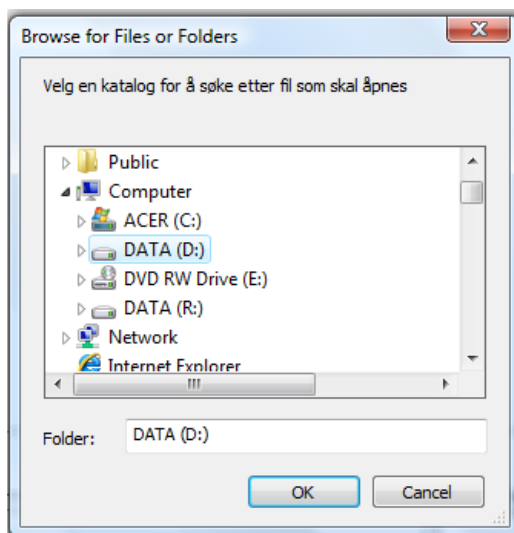 Browse for Files or Folders
Velg en katalog for å søke etter fil som skal åpnes
Public
Computer
ACER (C:)
DATA (D:)
DVD RW Drive (E:)
DATA (R:)
Network
Internet Explorer
Folder: DATA (D:)
OK Cancel